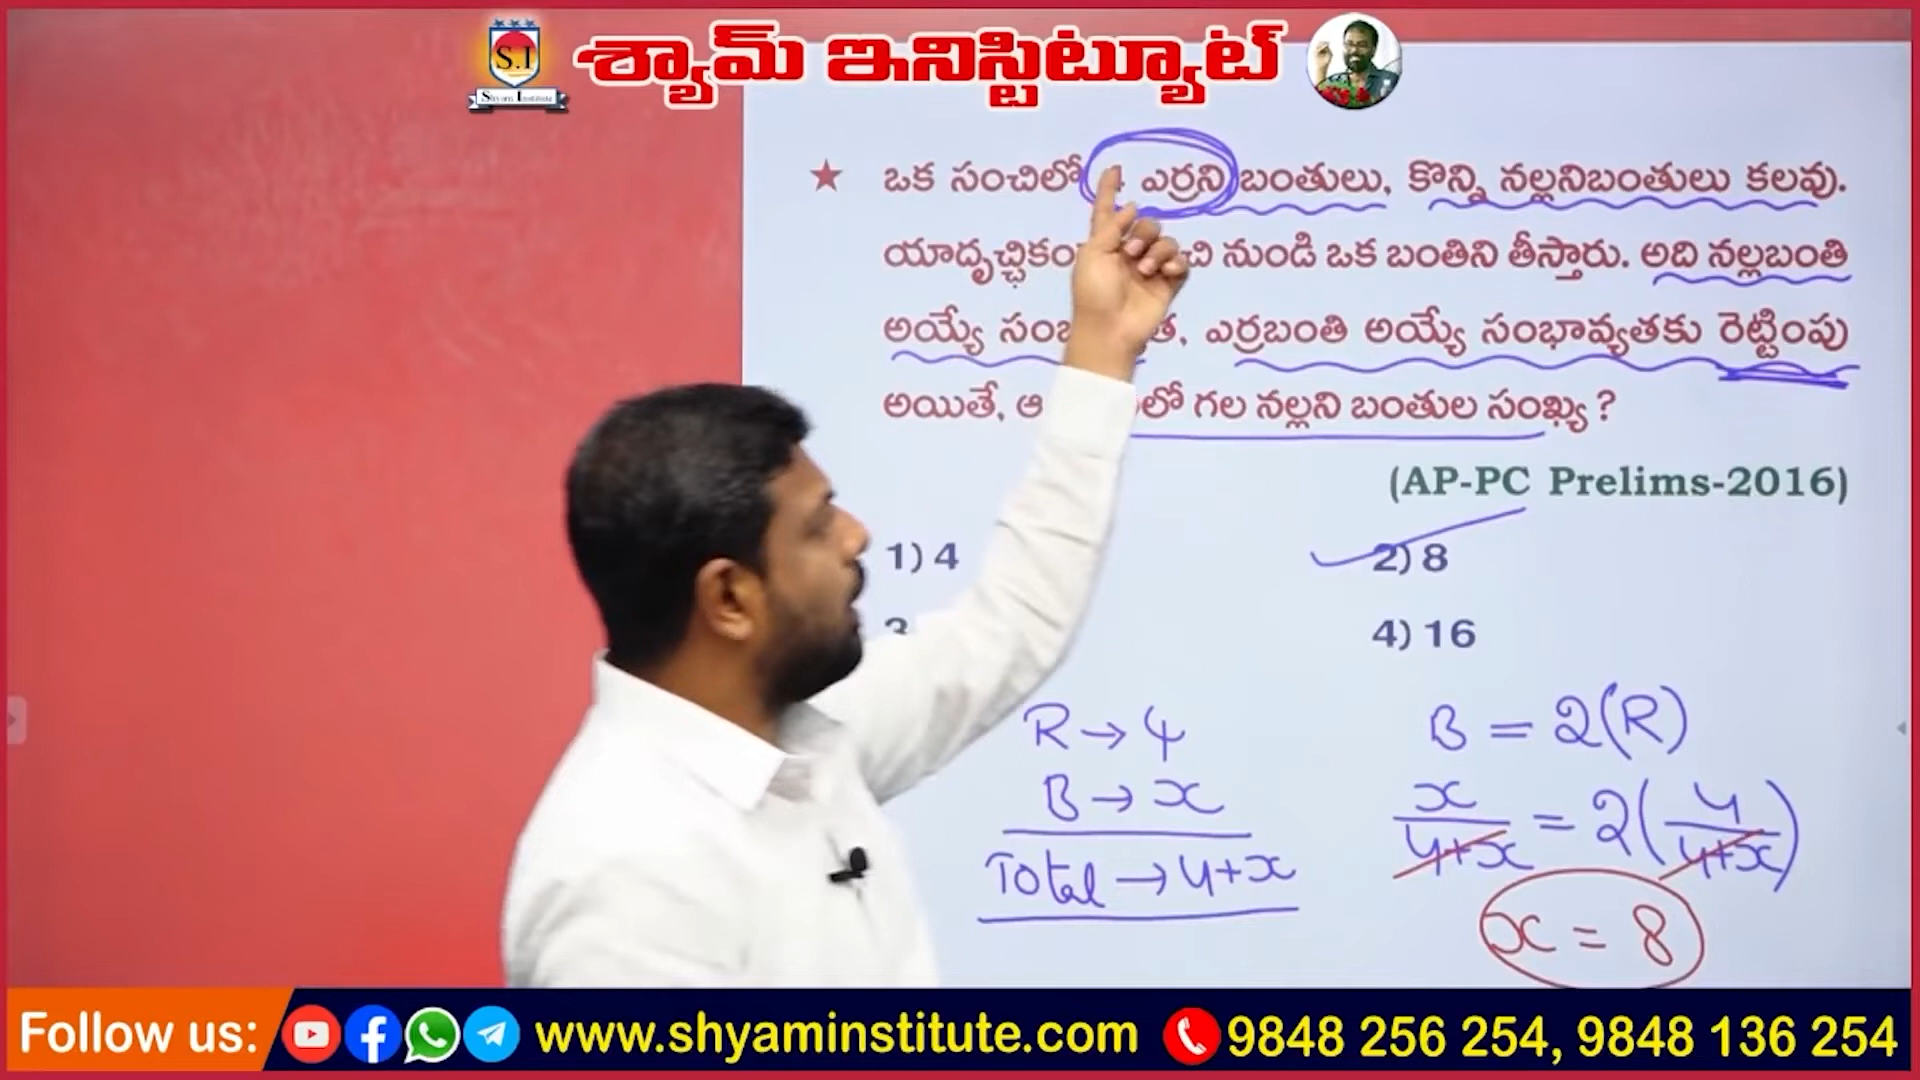 S.I
Shyam Institute
శ్యామ్ ఇనిస్టిట్యూట్
★ ఒక సంచిలో 4 ఎర్రని బంతులు, కొన్ని నల్లనిబంతులు కలవు.
నుండి ఒక బంతిని తీస్తారు. అది నల్లబంతి
అయ్యే ఎర్రబంతి అయ్యే సంభావ్యతకు రెట్టింపు
అయితే, ఆ లో గల నల్లని బంతుల సంఖ్య ?
(AP-PC Prelims-2016)
1) 4 2) 8
4) 16
R → 4
B → x
Total → 4+x
B = 2(R)
x/4+x = 2(4/4+x)
x = 8
Follow us: www.shyaminstitute.com 9848 256 254, 9848 136 254